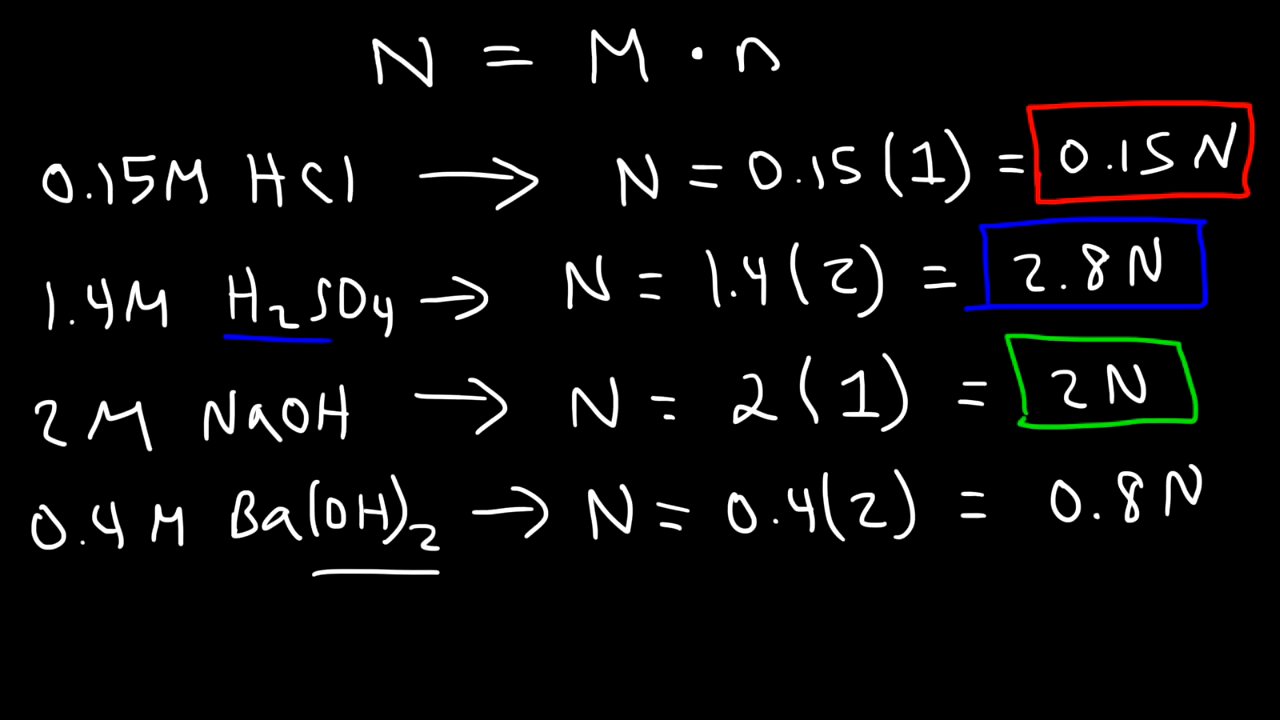 N = M · n
0.15M HCl → N = 0.15(1) = 0.15N
1.4M H₂SO₄ → N = 1.4(2) = 2.8N
2M NaOH → N = 2(1) = 2N
0.4M Ba(OH)₂ → N = 0.4(2) = 0.8N